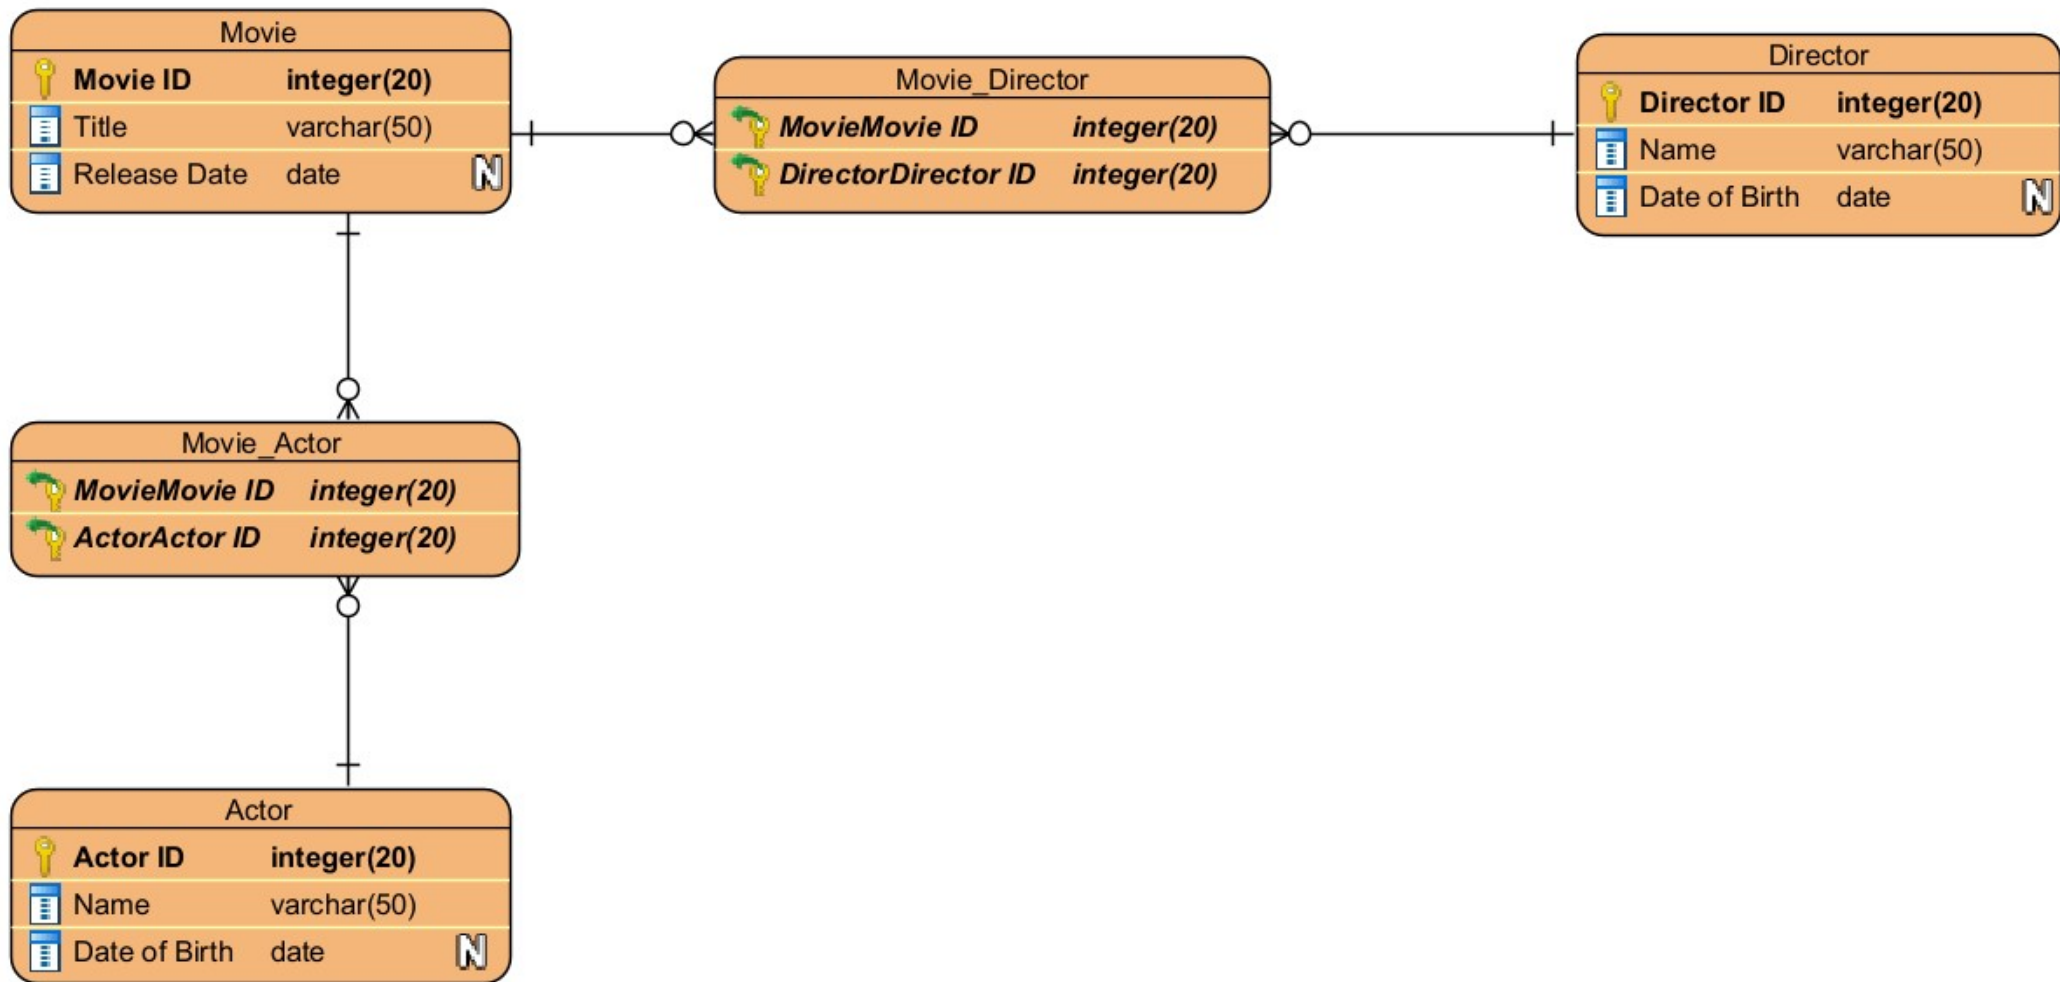 Movie
Movie ID integer(20)
Title varchar(50)
Release Date date N
Movie_Director
MovieMovie ID integer(20)
DirectorDirector ID integer(20)
Director
Director ID integer(20)
Name varchar(50)
Date of Birth date N
Movie_Actor
MovieMovie ID integer(20)
ActorActor ID integer(20)
Actor
Actor ID integer(20)
Name varchar(50)
Date of Birth date N